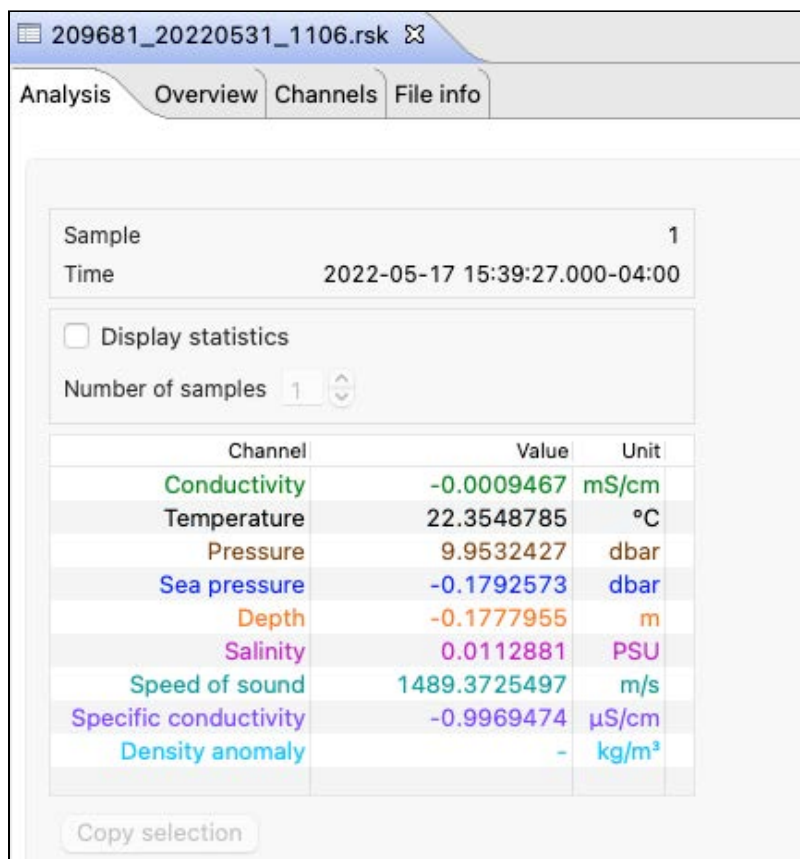 209681_20220531_1106.rsk
Analysis Overview Channels File info
Sample 1
Time 2022-05-17 15:39:27.000-04:00
Display statistics
Number of samples 1
Channel Value Unit
Conductivity -0.0009467 mS/cm
Temperature 22.3548785 °C
Pressure 9.9532427 dbar
Sea pressure -0.1792573 dbar
Depth -0.1777955 m
Salinity 0.0112881 PSU
Speed of sound 1489.3725497 m/s
Specific conductivity -0.9969474 µS/cm
Density anomaly - kg/m³
Copy selection